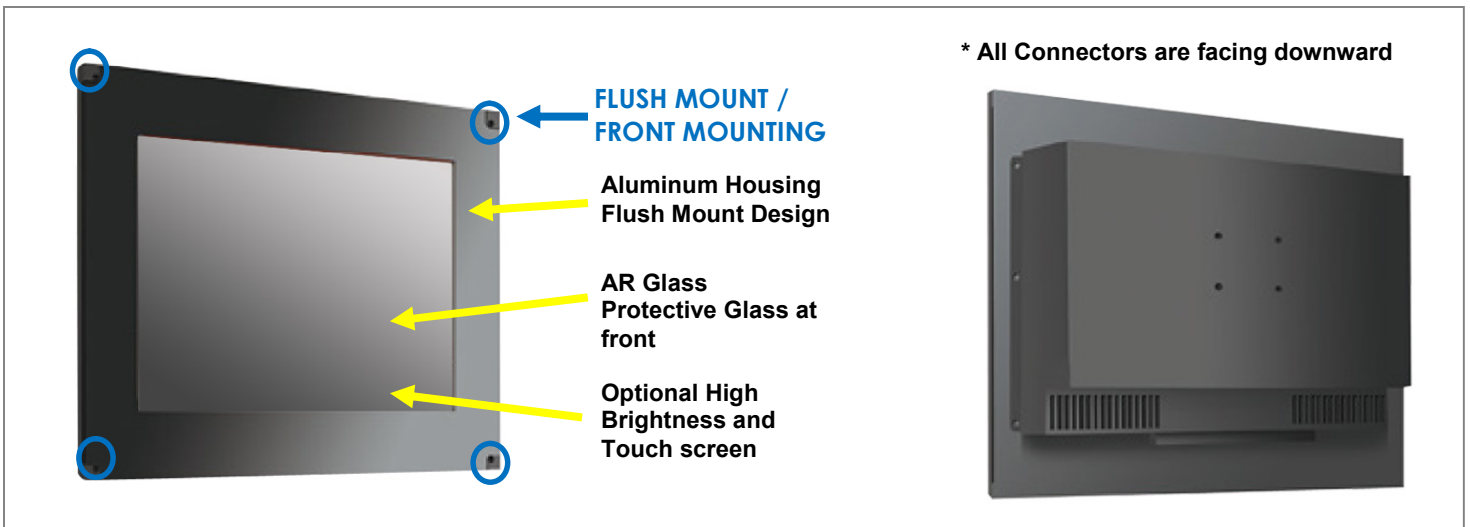 * All Connectors are facing downward
FLUSH MOUNT /
FRONT MOUNTING
Aluminum Housing
Flush Mount Design
AR Glass
Protective Glass at
front
Optional High
Brightness and
Touch screen